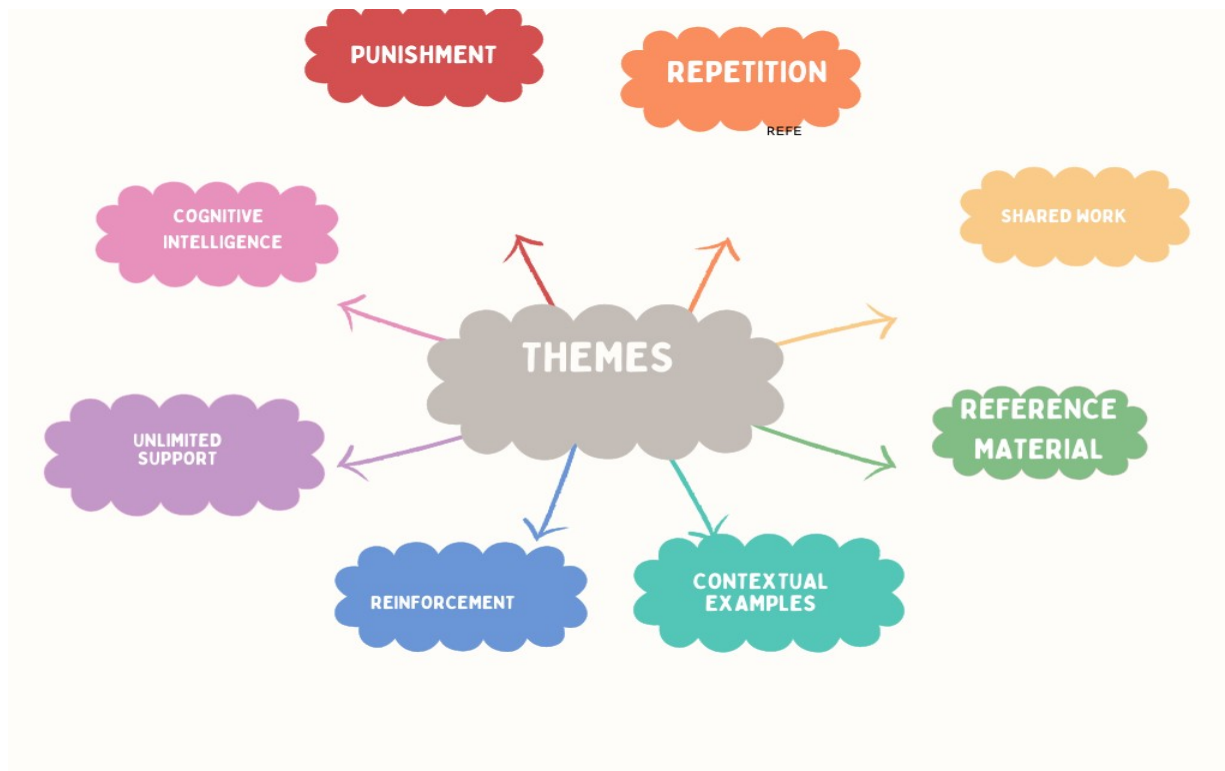 PUNISHMENT
REPETITION
REFE
COGNITIVE
INTELLIGENCE
SHARED WORK
THEMES
REFERENCE
MATERIAL
UNLIMITED
SUPPORT
REINFORCEMENT
CONTEXTUAL
EXAMPLES